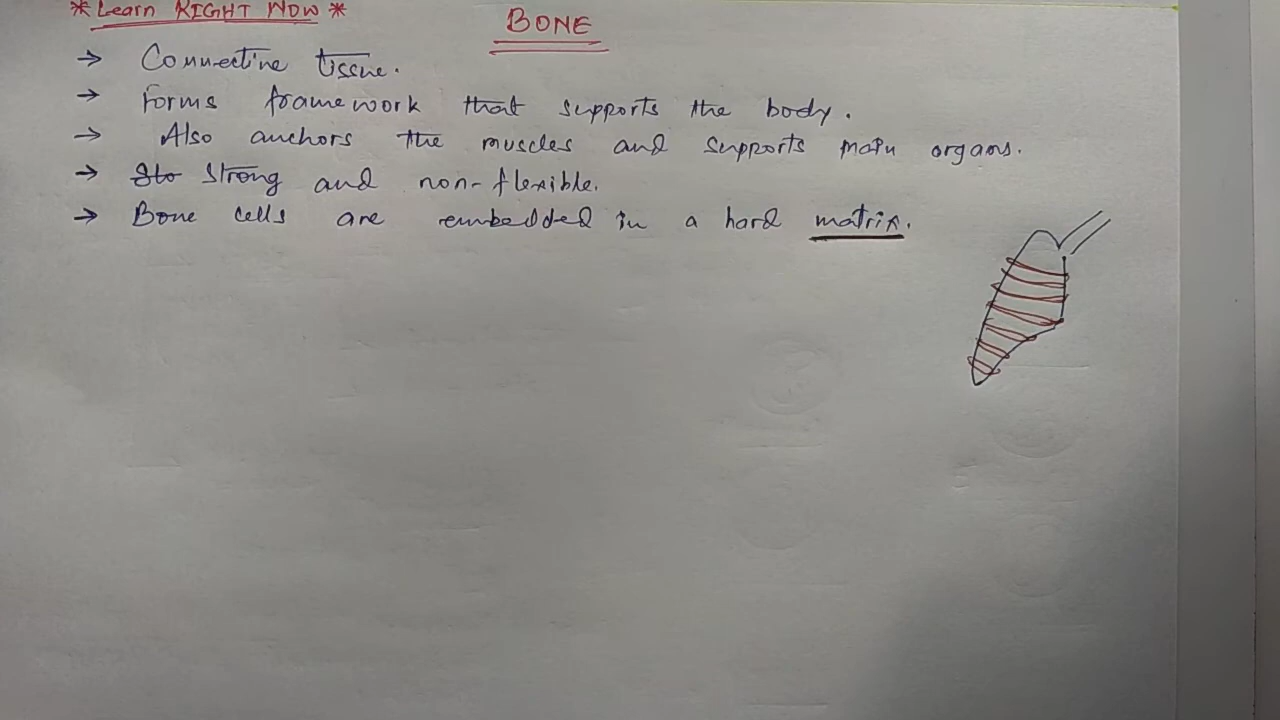 *Learn RIGHT NOW*
BONE
→ Connective tissue.
→ Forms framework that supports the body.
→ Also anchors the muscles and supports main organs.
→ Sto Strong and non-flexible.
→ Bone cells are embedded in a hard matrix.